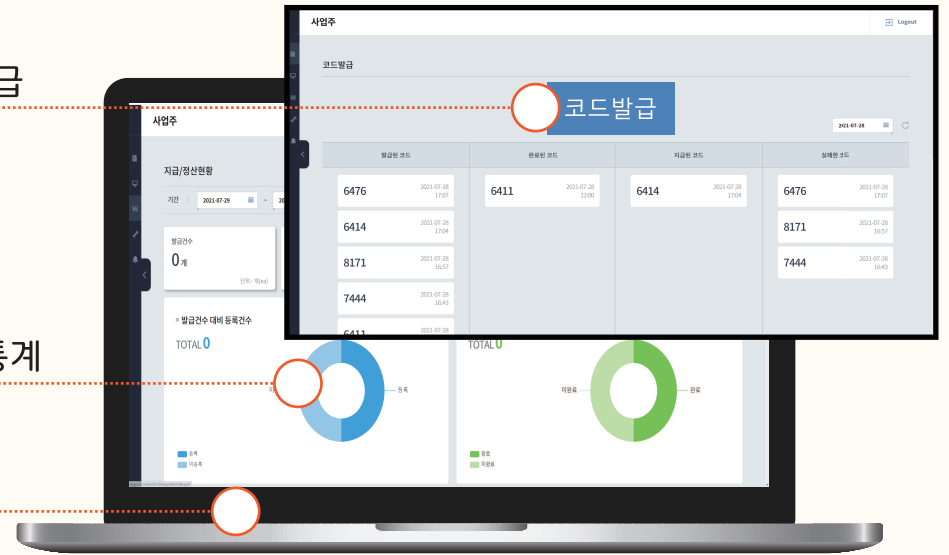 급
통계
사업주
Logout
코드발급
코드발급
2021-07-28
발급된 코드
완료된 코드
지급된 코드
실패한 코드
6476
2021-07-28
17:07
6414
2021-07-28
17:04
8171
2021-07-28
16:57
7444
2021-07-28
16:43
6411
2021-07-28
6411
2021-07-28
12:00
6414
2021-07-28
17:04
6476
2021-07-28
17:07
8171
2021-07-28
16:57
7444
2021-07-28
16:43
사업주
지급/정산현황
기간
2021-07-29
~
20
발급건수
0개
단위 : 개(ea)
발급건수 대비 등록건수
TOTAL 0
등록
등록
미등록
TOTAL 0
미완료
완료
완료
미완료
W
W